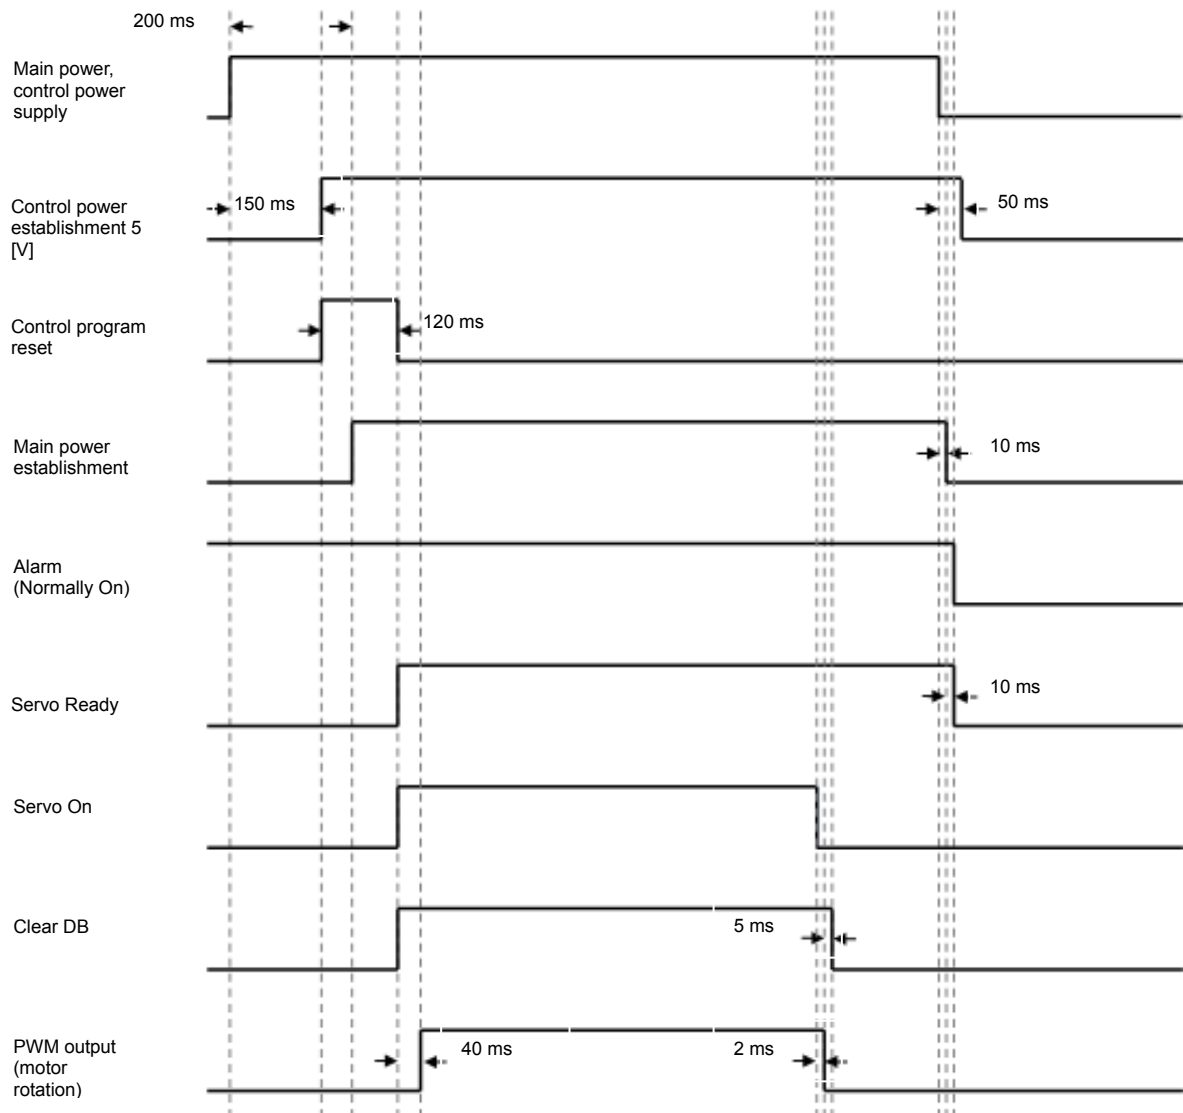 200 ms
Main power,
control power
supply
Control power
establishment 5
[V]
150 ms
50 ms
Control program
reset
120 ms
Main power
establishment
10 ms
Alarm
(Normally On)
Servo Ready
10 ms
Servo On
Clear DB
5 ms
PWM output
(motor
rotation)
40 ms
2 ms